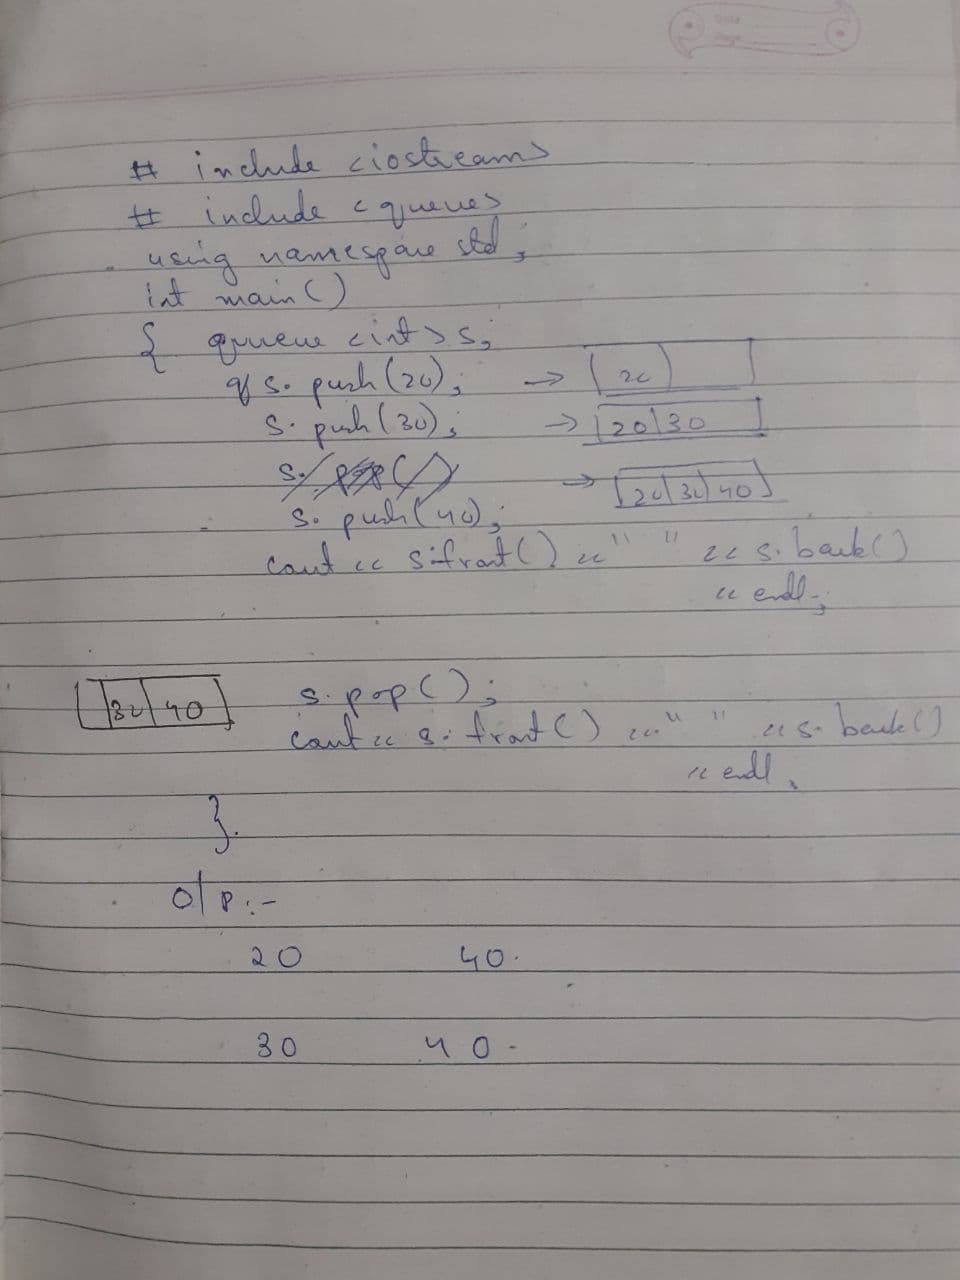 # include <iostream>
# include <queue>
using namespace std;
int main()
{ queue <int> s;
s. push(20); → 20
s. push(30); → 20|30
s. push(40); → 20|30|40
cout << s.front() << " " << s. back()
<< endl;
30|40 s. pop();
cout << s. front() << " " << s. back()
<< endl,
}.
o/p :-
20 40.
30 40 -